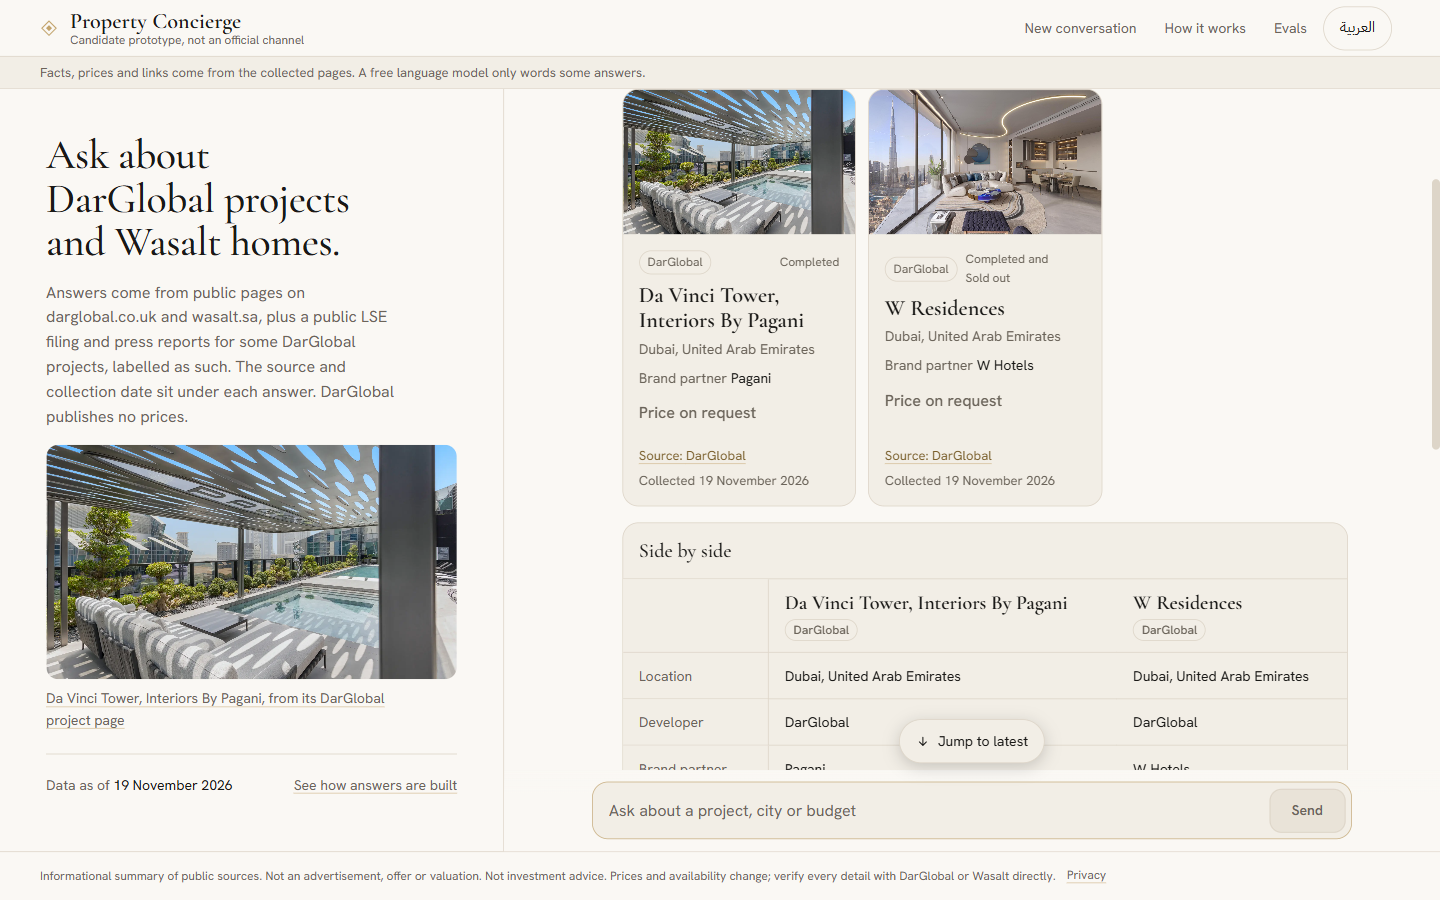 Property Concierge
Candidate prototype, not an official channel
New conversation
How it works
Evals
العربية
Facts, prices and links come from the collected pages. A free language model only words some answers.
Ask about
DarGlobal projects
and Wasalt homes.
Answers come from public pages on
darglobal.co.uk and wasalt.sa, plus a public LSE
filing and press reports for some DarGlobal
projects, labelled as such. The source and
collection date sit under each answer. DarGlobal
publishes no prices.
Da Vinci Tower, Interiors By Pagani, from its DarGlobal
project page
Data as of 19 November 2026
See how answers are built
DarGlobal
Completed
Da Vinci Tower,
Interiors By Pagani
Dubai, United Arab Emirates
Brand partner Pagani
Price on request
Source: DarGlobal
Collected 19 November 2026
DarGlobal
Completed and
Sold out
W Residences
Dubai, United Arab Emirates
Brand partner W Hotels
Price on request
Source: DarGlobal
Collected 19 November 2026
Side by side
Da Vinci Tower, Interiors By Pagani
DarGlobal
W Residences
DarGlobal
Location
Dubai, United Arab Emirates
Dubai, United Arab Emirates
Developer
DarGlobal
DarGlobal
Brand partner
Pagani
W Hotels
↓ Jump to latest
Ask about a project, city or budget
Send
Informational summary of public sources. Not an advertisement, offer or valuation. Not investment advice. Prices and availability change; verify every detail with DarGlobal or Wasalt directly.
Privacy